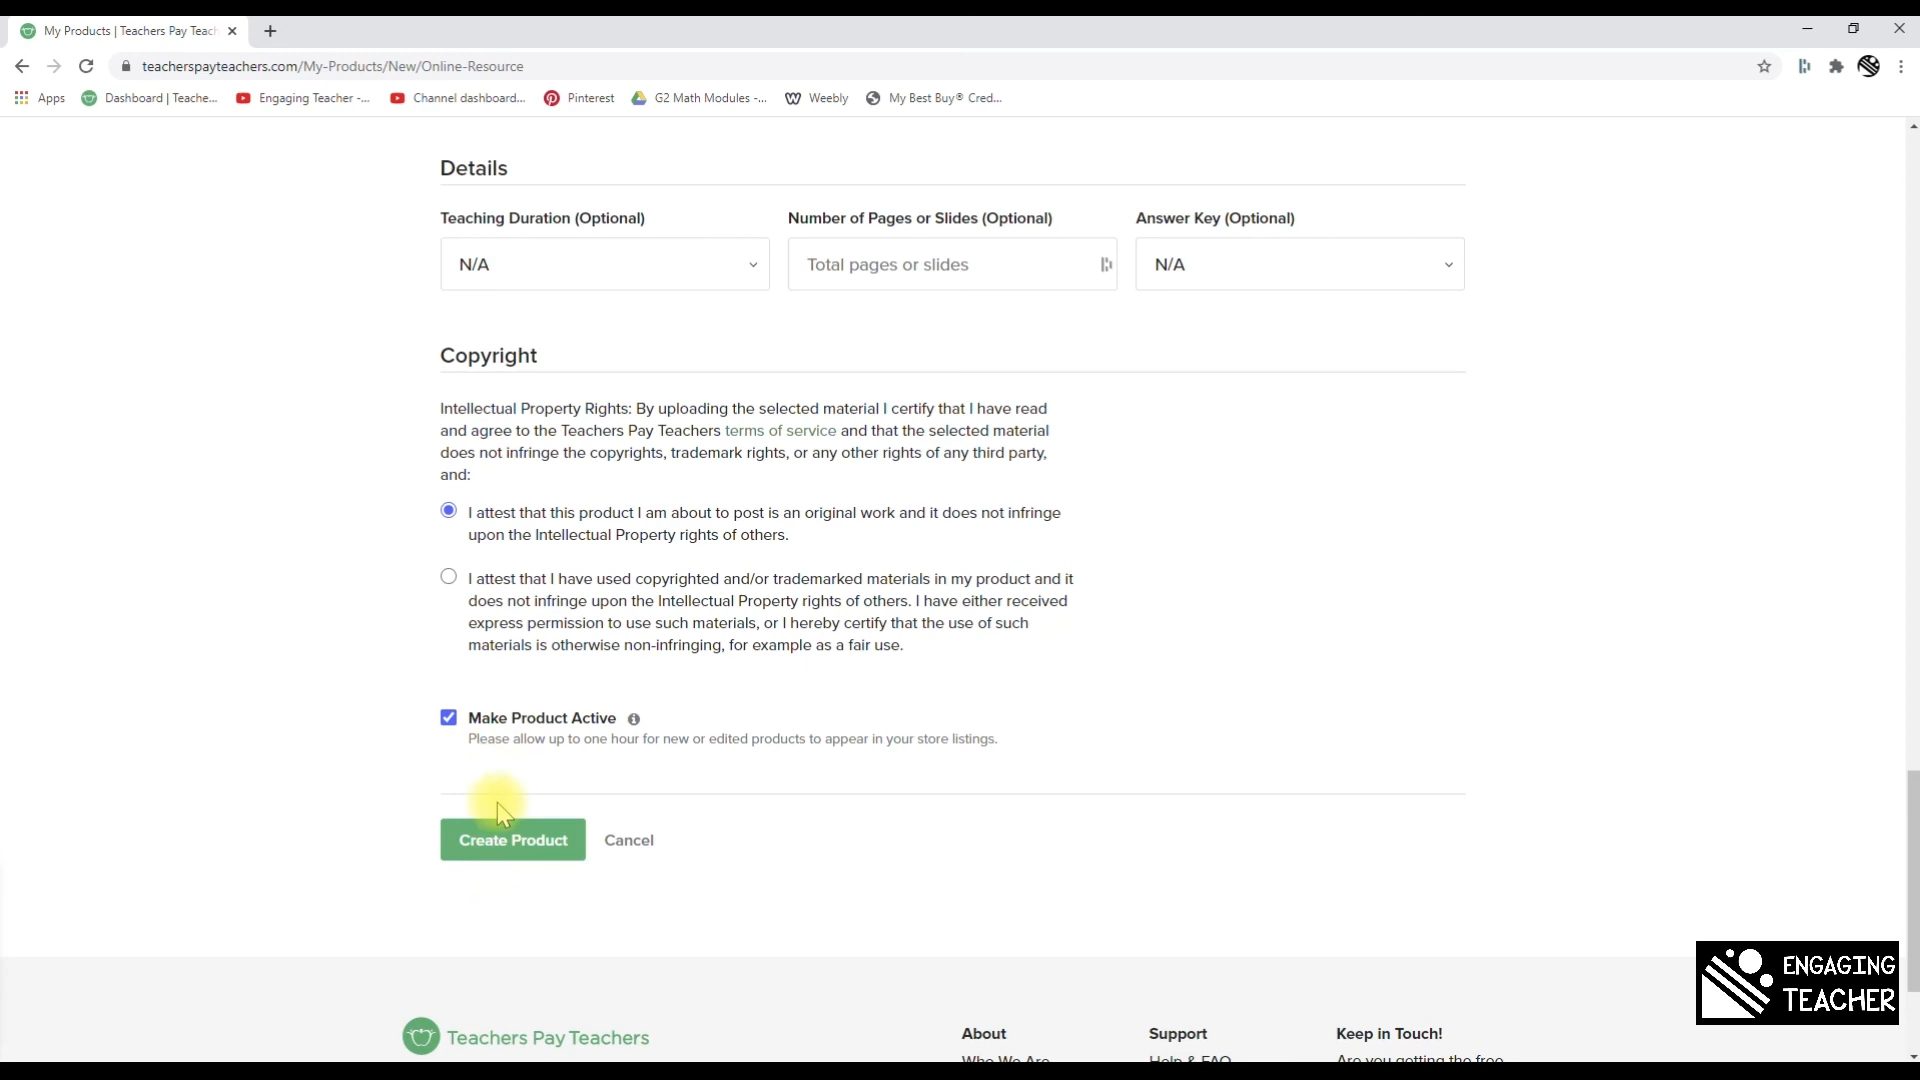 My Products | Teachers Pay Teach
teacherspayteachers.com/My-Products/New/Online-Resource
Apps Dashboard | Teache... Engaging Teacher -... Channel dashboard... Pinterest G2 Math Modules -... Weebly My Best Buy® Cred...
Details
Teaching Duration (Optional) Number of Pages or Slides (Optional) Answer Key (Optional)
N/A Total pages or slides N/A
Copyright
Intellectual Property Rights: By uploading the selected material I certify that I have read
and agree to the Teachers Pay Teachers terms of service and that the selected material
does not infringe the copyrights, trademark rights, or any other rights of any third party,
and:
I attest that this product I am about to post is an original work and it does not infringe
upon the Intellectual Property rights of others.
I attest that I have used copyrighted and/or trademarked materials in my product and it
does not infringe upon the Intellectual Property rights of others. I have either received
express permission to use such materials, or I hereby certify that the use of such
materials is otherwise non-infringing, for example as a fair use.
Make Product Active
Please allow up to one hour for new or edited products to appear in your store listings.
Create Product Cancel
ENGAGING
TEACHER
Teachers Pay Teachers About Support Keep in Touch!
Who We Are Help & FAQ Are you getting the free